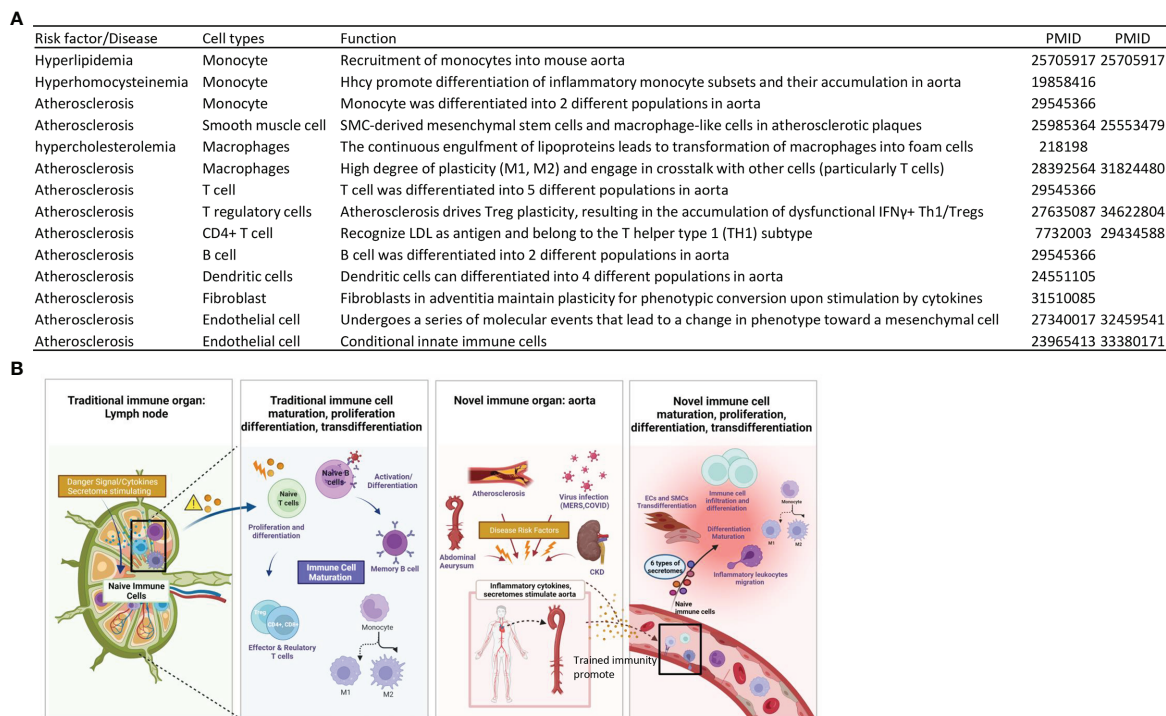 A
Risk factor/Disease Cell types Function PMID PMID
Hyperlipidemia Monocyte Recruitment of monocytes into mouse aorta 25705917 25705917
Hyperhomocysteinemia Monocyte Hhcy promote differentiation of inflammatory monocyte subsets and their accumulation in aorta 19858416
Atherosclerosis Monocyte Monocyte was differentiated into 2 different populations in aorta 29545366
Atherosclerosis Smooth muscle cell SMC-derived mesenchymal stem cells and macrophage-like cells in atherosclerotic plaques 25985364 25553479
hypercholesterolemia Macrophages The continuous engulfment of lipoproteins leads to transformation of macrophages into foam cells 218198
Atherosclerosis Macrophages High degree of plasticity (M1, M2) and engage in crosstalk with other cells (particularly T cells) 28392564 31824480
Atherosclerosis T cell T cell was differentiated into 5 different populations in aorta 29545366
Atherosclerosis T regulatory cells Atherosclerosis drives Treg plasticity, resulting in the accumulation of dysfunctional IFNγ+ Th1/Tregs 27635087 34622804
Atherosclerosis CD4+ T cell Recognize LDL as antigen and belong to the T helper type 1 (TH1) subtype 7732003 29434588
Atherosclerosis B cell B cell was differentiated into 2 different populations in aorta 29545366
Atherosclerosis Dendritic cells Dendritic cells can differentiated into 4 different populations in aorta 24551105
Atherosclerosis Fibroblast Fibroblasts in adventitia maintain plasticity for phenotypic conversion upon stimulation by cytokines 31510085
Atherosclerosis Endothelial cell Undergoes a series of molecular events that lead to a change in phenotype toward a mesenchymal cell 27340017 32459541
Atherosclerosis Endothelial cell Conditional innate immune cells 23965413 33380171
B
Traditional immune organ:
Lymph node
Danger Signal/Cytokines
Secretome stimulating
Naive Immune
Cells
Traditional immune cell
maturation, proliferation
differentiation, transdifferentiation
Naive
T cells
Naive B
cells
Activation/
Differentiation
Proliferation and
differentiation
Memory B cell
Immune Cell
Maturation
Treg
CD4+, CD8+
Effector & Reulatory
T cells
Monocyte
M1
M2
Novel immune organ: aorta
Atherosclerosis
Virus infection
(MERS,COVID)
Disease Risk Factors
Abdominal
Aeurysm
CKD
Inflammatory cytokines,
secretomes stimulate aorta
Trained immunity
promote
Novel immune cell
maturation, proliferation,
differentiation, transdifferentiation
Immune cell
infiltration and
differeniation
ECs and SMCs
Transdifferentiation
Monocyte
Differentiation
Maturation
M1
M2
6 types of
secretomes
Inflammatory leukocytes
migration
Naive
immune cells